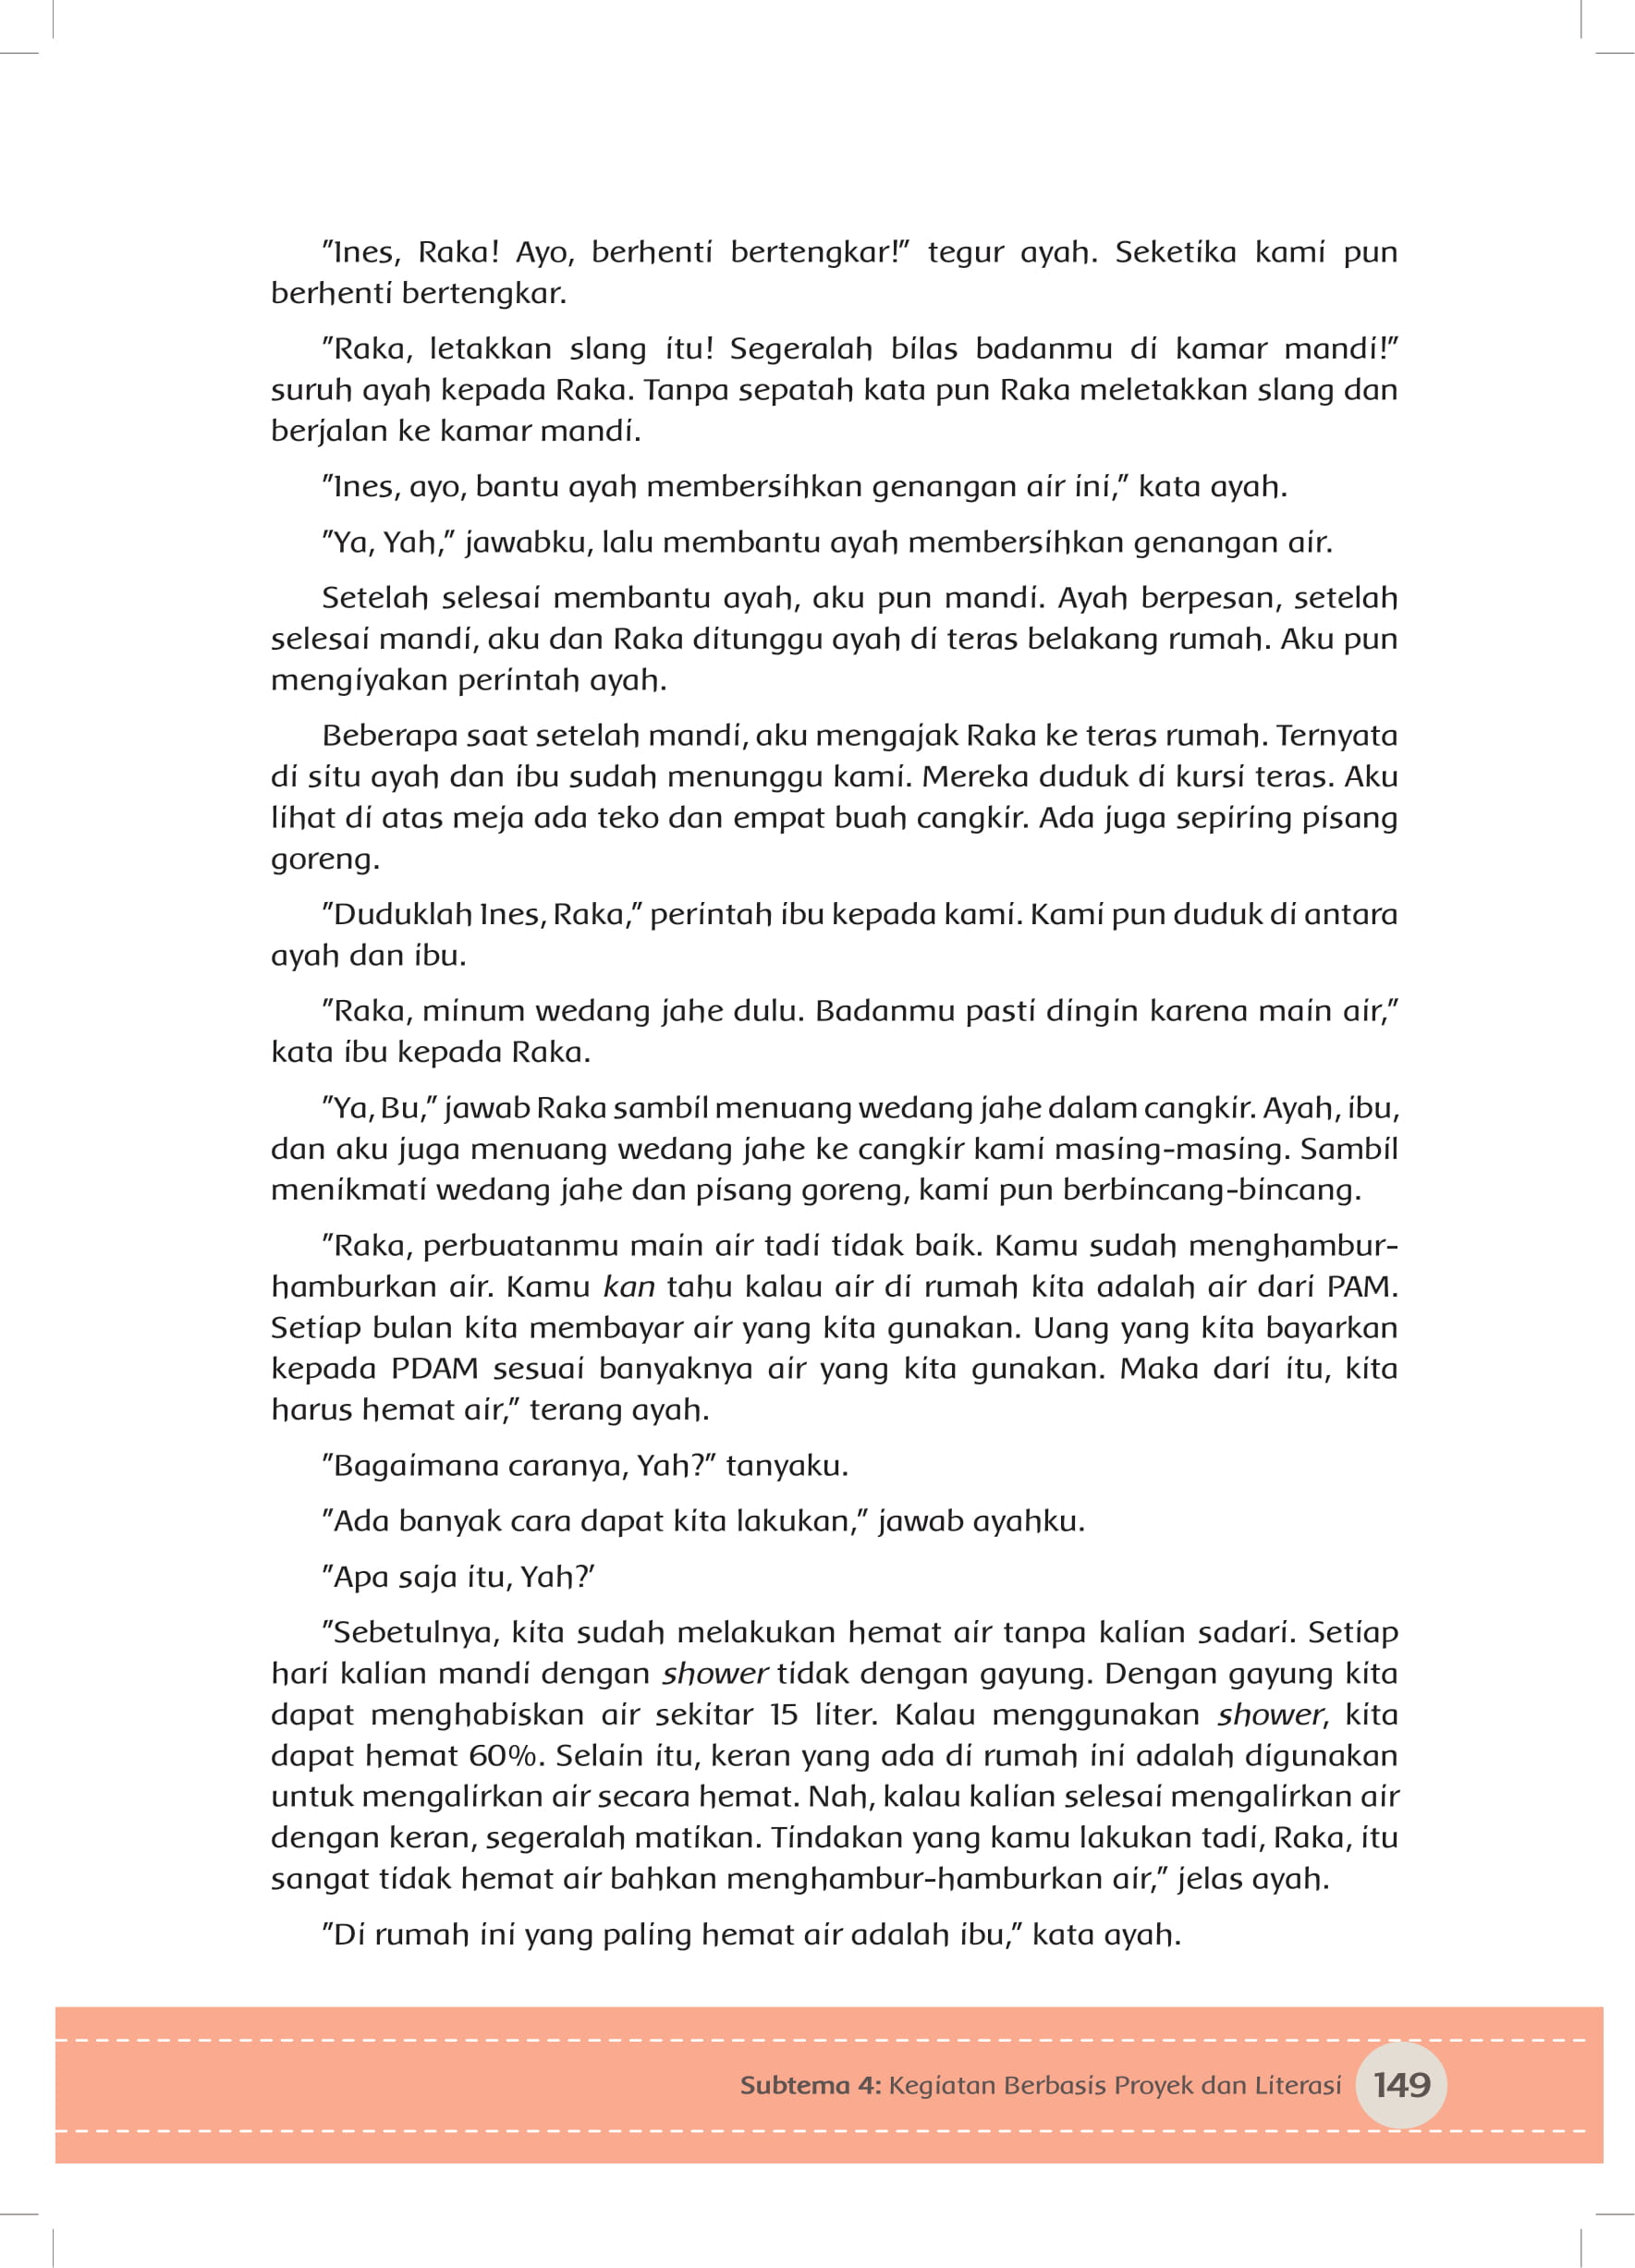 "Ines, Raka! Ayo, berhenti bertengkar!" tegur ayah. Seketika kami pun
berhenti bertengkar.
"Raka, letakkan slang itu! Segeralah bilas badanmu di kamar mandi!"
suruh ayah kepada Raka. Tanpa sepatah kata pun Raka meletakkan slang dan
berjalan ke kamar mandi.
"Ines, ayo, bantu ayah membersihkan genangan air ini," kata ayah.
"Ya, Yah," jawabku, lalu membantu ayah membersihkan genangan air.
Setelah selesai membantu ayah, aku pun mandi. Ayah berpesan, setelah
selesai mandi, aku dan Raka ditunggu ayah di teras belakang rumah. Aku pun
mengiyakan perintah ayah.
Beberapa saat setelah mandi, aku mengajak Raka ke teras rumah. Ternyata
di situ ayah dan ibu sudah menunggu kami. Mereka duduk di kursi teras. Aku
lihat di atas meja ada teko dan empat buah cangkir. Ada juga sepiring pisang
goreng.
"Duduklah Ines, Raka," perintah ibu kepada kami. Kami pun duduk di antara
ayah dan ibu.
"Raka, minum wedang jahe dulu. Badanmu pasti dingin karena main air,"
kata ibu kepada Raka.
"Ya, Bu," jawab Raka sambil menuang wedang jahe dalam cangkir. Ayah, ibu,
dan aku juga menuang wedang jahe ke cangkir kami masing-masing. Sambil
menikmati wedang jahe dan pisang goreng, kami pun berbincang-bincang.
"Raka, perbuatanmu main air tadi tidak baik. Kamu sudah menghambur-
hamburkan air. Kamu kan tahu kalau air di rumah kita adalah air dari PAM.
Setiap bulan kita membayar air yang kita gunakan. Uang yang kita bayarkan
kepada PDAM sesuai banyaknya air yang kita gunakan. Maka dari itu, kita
harus hemat air," terang ayah.
"Bagaimana caranya, Yah?" tanyaku.
"Ada banyak cara dapat kita lakukan," jawab ayahku.
"Apa saja itu, Yah?'
"Sebetulnya, kita sudah melakukan hemat air tanpa kalian sadari. Setiap
hari kalian mandi dengan shower tidak dengan gayung. Dengan gayung kita
dapat menghabiskan air sekitar 15 liter. Kalau menggunakan shower, kita
dapat hemat 60%. Selain itu, keran yang ada di rumah ini adalah digunakan
untuk mengalirkan air secara hemat. Nah, kalau kalian selesai mengalirkan air
dengan keran, segeralah matikan. Tindakan yang kamu lakukan tadi, Raka, itu
sangat tidak hemat air bahkan menghambur-hamburkan air," jelas ayah.
"Di rumah ini yang paling hemat air adalah ibu," kata ayah.
Subtema 4: Kegiatan Berbasis Proyek dan Literasi 149